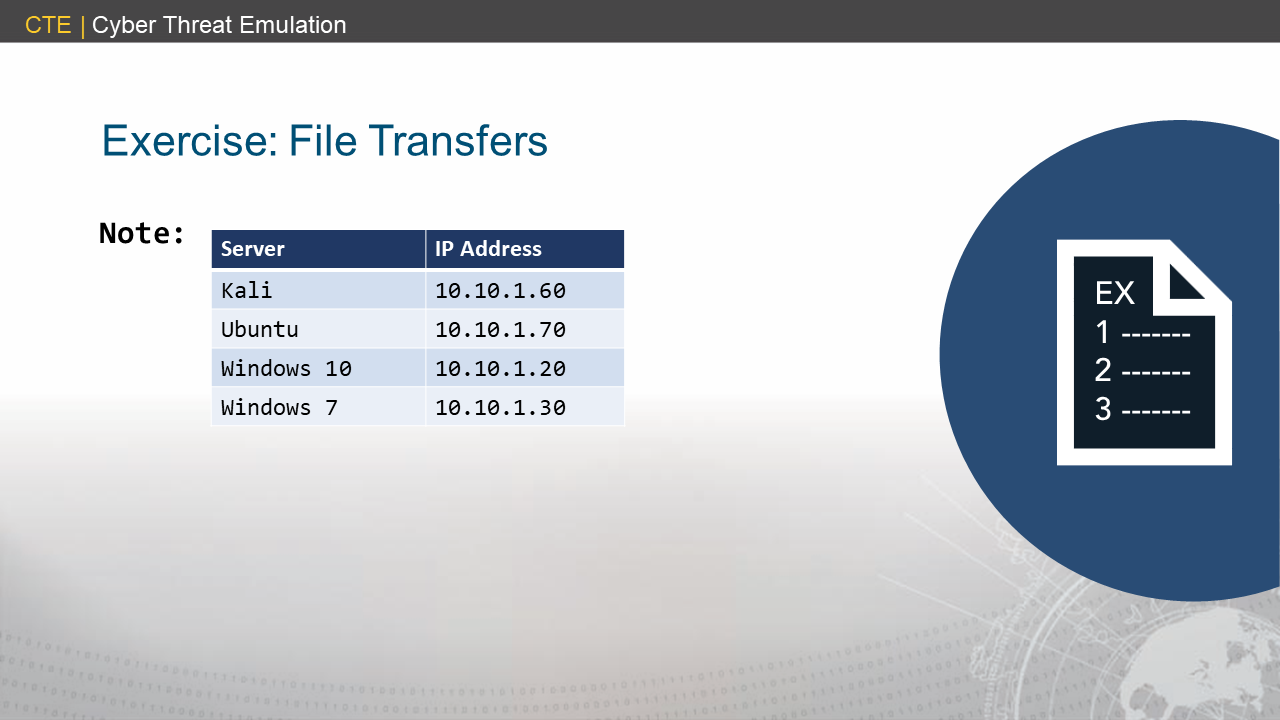 CTE | Cyber Threat Emulation
Exercise: File Transfers
Note:
Server IP Address
Kali 10.10.1.60
Ubuntu 10.10.1.70
Windows 10 10.10.1.20
Windows 7 10.10.1.30
EX
1 -------
2 -------
3 -------